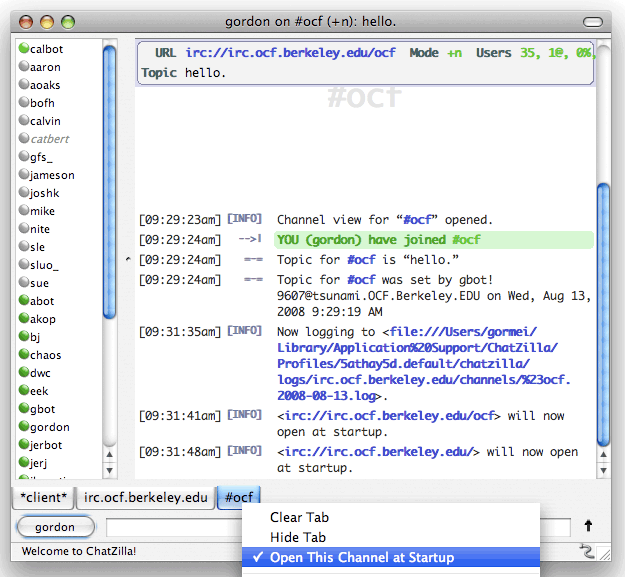 gordon on #ocf (+n): hello.
calbot
aaron
aoaks
bofh
calvin
catbert
gfs_
jameson
joshk
mike
nite
sle
sluo_
sue
abot
akop
bj
chaos
dwc
eek
gbot
gordon
jerbot
jerj
URL irc://irc.ocf.berkeley.edu/ocf Mode +n Users 35, 1@, 0%,
Topic hello.
#ocf
[09:29:23am] [INFO] Channel view for “#ocf” opened.
[09:29:24am] -->| YOU (gordon) have joined #ocf
[09:29:24am] =-= Topic for #ocf is “hello.”
[09:29:24am] =-= Topic for #ocf was set by gbot!
9607@tsunami.OCF.Berkeley.EDU on Wed, Aug 13,
2008 9:29:19 AM
[09:31:35am] [INFO] Now logging to <file:///Users/gormei/
Library/Application%20Support/ChatZilla/
Profiles/5athay5d.default/chatzilla/
logs/irc.ocf.berkeley.edu/channels/%23ocf.
2008-08-13.log>.
[09:31:41am] [INFO] <irc://irc.ocf.berkeley.edu/ocf> will now
open at startup.
[09:31:48am] [INFO] <irc://irc.ocf.berkeley.edu/> will now open
at startup.
*client* irc.ocf.berkeley.edu #ocf
gordon
Clear Tab
Hide Tab
✓ Open This Channel at Startup
Welcome to ChatZilla!